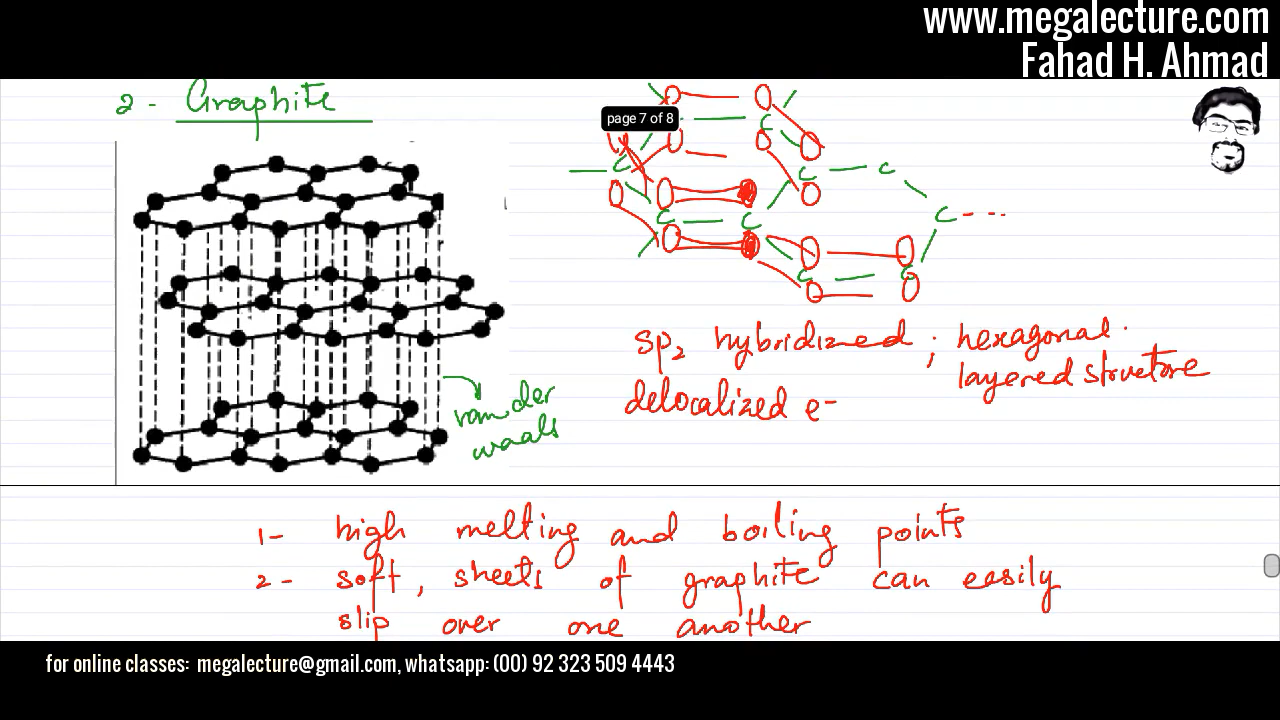 www.megalecture.com
Fahad H. Ahmad
2 - Graphite
page 7 of 8
C
C
C
C
C
C
C - - -
C
C
van der
waals
sp₂ hybridized ; hexagonal
layered structure
delocalized e-
1- high melting and boiling points
2 - soft, sheets of graphite can easily
slip over one another
for online classes: megalecture@gmail.com, whatsapp: (00) 92 323 509 4443